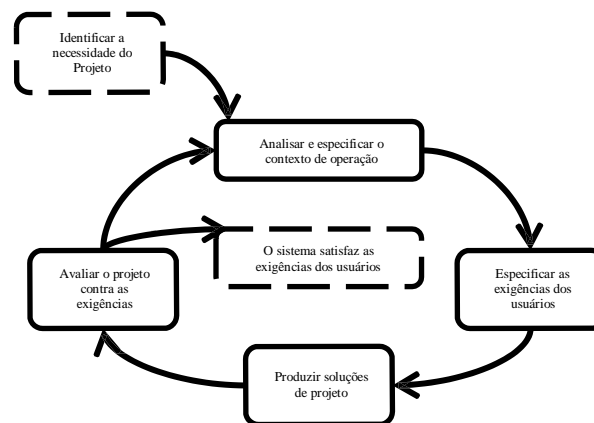 Identificar a
necessidade do
Projeto
Analisar e especificar o
contexto de operação
O sistema satisfaz as
exigências dos usuários
Avaliar o projeto
contra as
exigências
Especificar as
exigências dos
usuários
Produzir soluções
de projeto